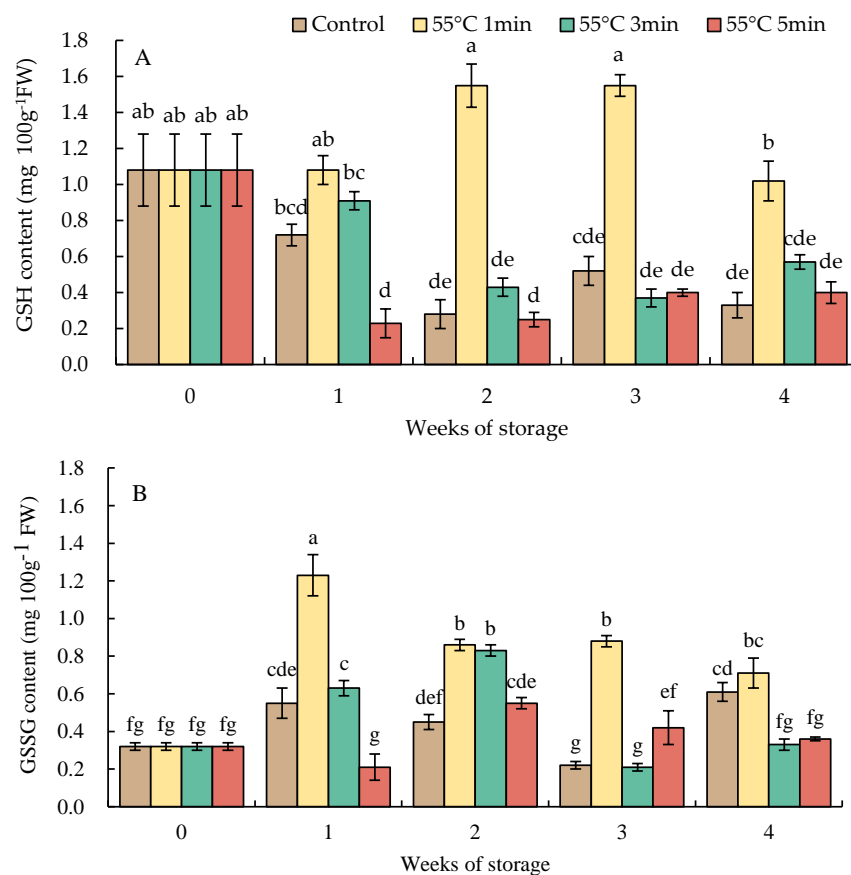 Control 55°C 1min 55°C 3min 55°C 5min
A
GSH content (mg 100g-1FW)
1.8
1.6
1.4
1.2
1.0
0.8
0.6
0.4
0.2
0.0
ab ab ab ab
bcd ab bc d
de a de d
cde a de de
de b cde de
0 1 2 3 4
Weeks of storage
B
GSSG content (mg 100g-1 FW)
1.8
1.6
1.4
1.2
1.0
0.8
0.6
0.4
0.2
0.0
fg fg fg fg
cde a c g
def b b cde
g b g ef
cd bc fg fg
0 1 2 3 4
Weeks of storage